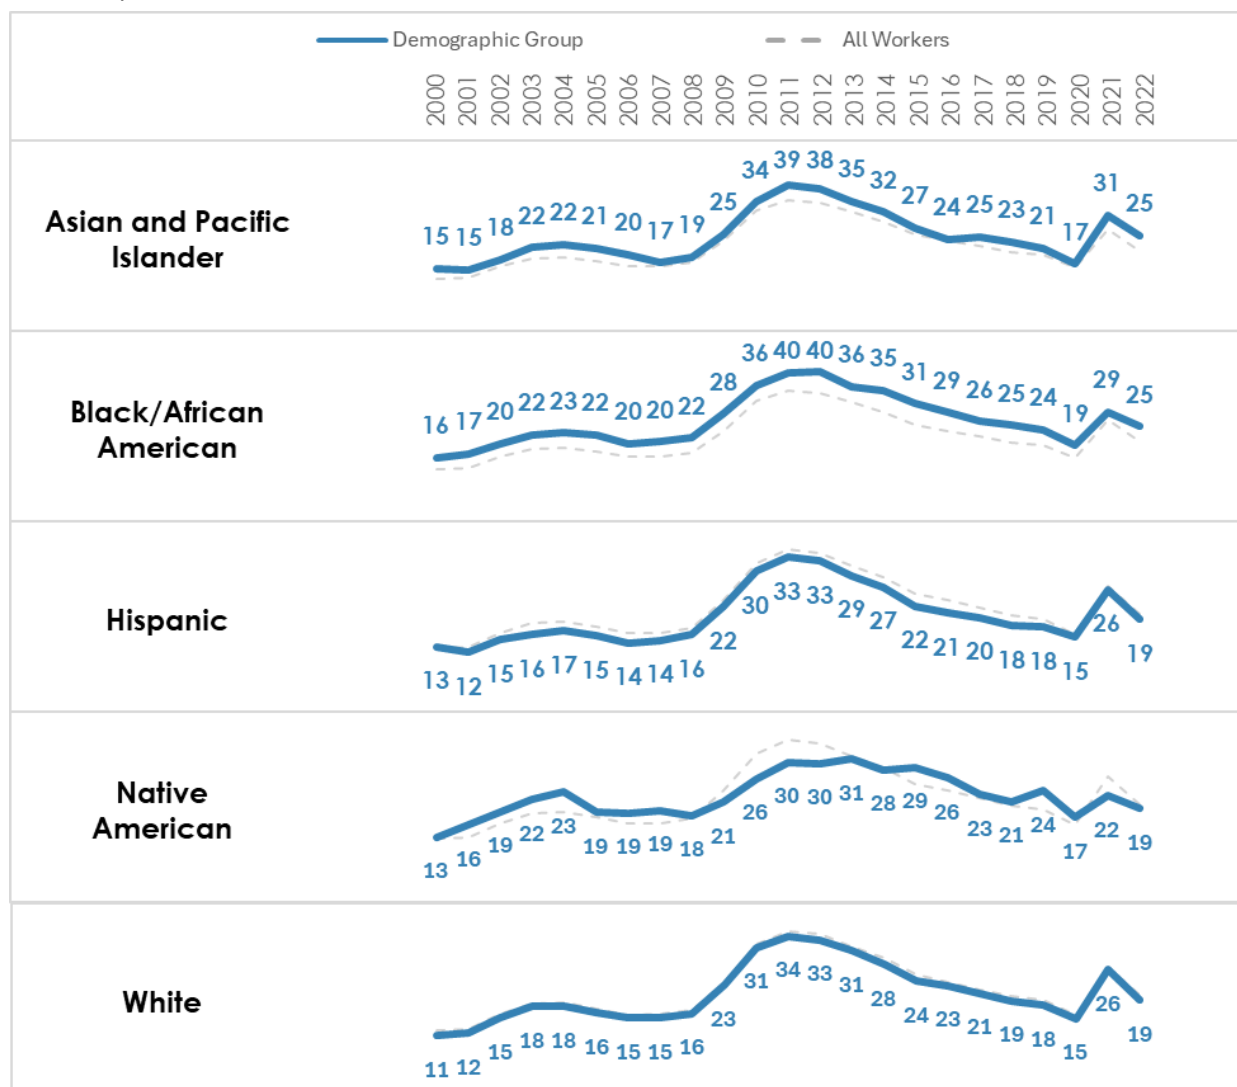 Demographic Group All Workers
2000 2001 2002 2003 2004 2005 2006 2007 2008 2009 2010 2011 2012 2013 2014 2015 2016 2017 2018 2019 2020 2021 2022
Asian and Pacific
Islander
15 15 18 22 22 21 20 17 19 25 34 39 38 35 32 27 24 25 23 21 17 31 25
Black/African
American
16 17 20 22 23 22 20 20 22 28 36 40 40 36 35 31 29 26 25 24 19 29 25
Hispanic
13 12 15 16 17 15 14 14 16 22 30 33 33 29 27 22 21 20 18 18 15 26 19
Native
American
13 16 19 22 23 19 19 19 18 21 26 30 30 31 28 29 26 23 21 24 17 22 19
White
11 12 15 18 18 16 15 15 16 23 31 34 33 31 28 24 23 21 19 18 15 26 19